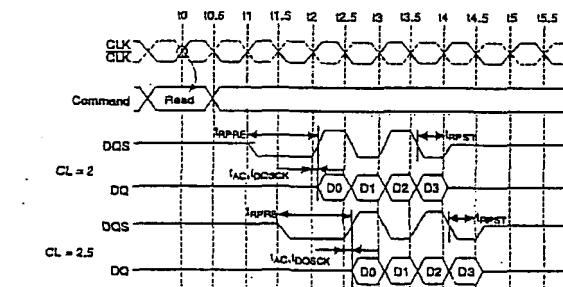 t0 t0.5 t1 t1.5 t2 t2.5 t3 t3.5 t4 t4.5 t5 t5.5
CLK
CLK
Command Read
tRPRE tRPST
DQS
CL = 2
tAC,tDQSCK
DQ D0 D1 D2 D3
tRPRE tRPST
DQS
CL = 2.5
tAC,tDQSCK
DQ D0 D1 D2 D3